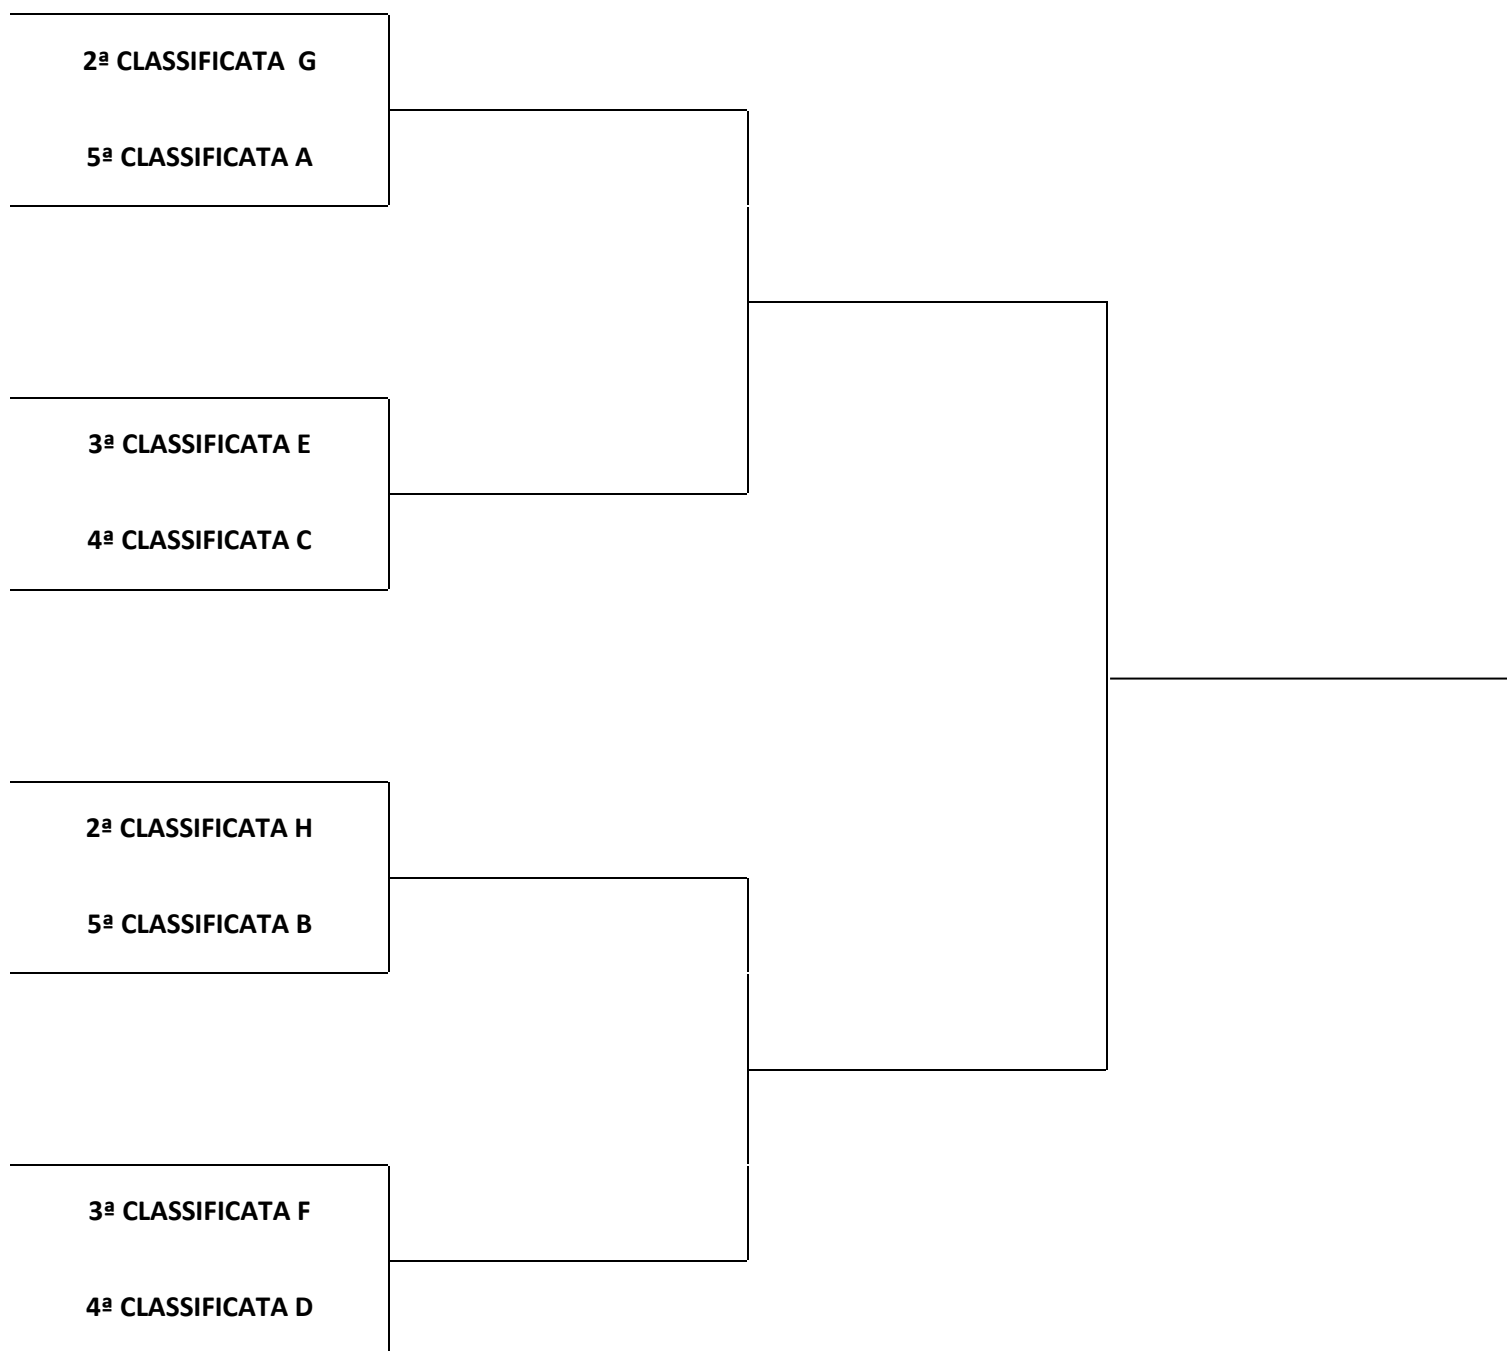 2ª CLASSIFICATA  G
5ª CLASSIFICATA A
3ª CLASSIFICATA E
4ª CLASSIFICATA C
2ª CLASSIFICATA H
5ª CLASSIFICATA B
3ª CLASSIFICATA F
4ª CLASSIFICATA D